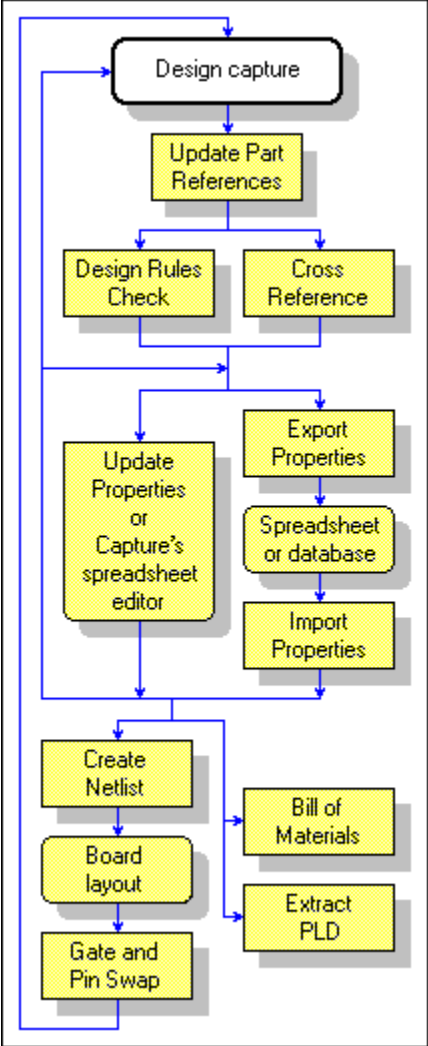 Design capture
Update Part
References
Design Rules
Check
Cross
Reference
Update
Properties
or
Capture's
spreadsheet
editor
Export
Properties
Spreadsheet
or database
Import
Properties
Create
Netlist
Board
layout
Gate and
Pin Swap
Bill of
Materials
Extract
PLD